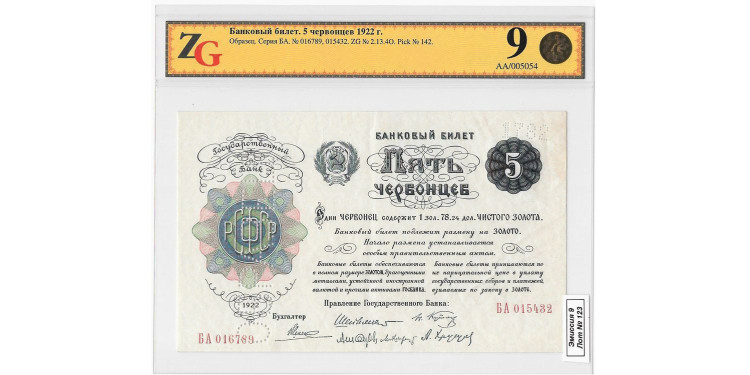 ZG
Банковый билет. 5 червонцев 1922 г.
Образец. Серия БА. № 016789, 015432. ZG № 2.13.4О. Pick № 142.
9
АА/005054
Государственный
Банк
РСФСР
1922
БАНКОВЫЙ БИЛЕТ
Пять
червонцев
5
Один ЧЕРВОНЕЦ содержит 1 зол. 78,24 дол. ЧИСТОГО ЗОЛОТА.
Банковый билет подлежит размену на ЗОЛОТО.
Начало размена устанавливается
особым правительственным актом.
Банковые билеты обеспечиваются
в полном размере ЗОЛОТОМ, драгоценными
металлами, устойчивой иностранной
валютой и прочими активами ГОСБАНКА.
Банковые билеты принимаются по
их нарицательной цене в уплату
государственных сборов и платежей,
взимаемых по закону в ЗОЛОТЕ.
Правление Государственного Банка:
БА 015432
Бухгалтер
БА 016789
Эмиссия 9
Лот № 123